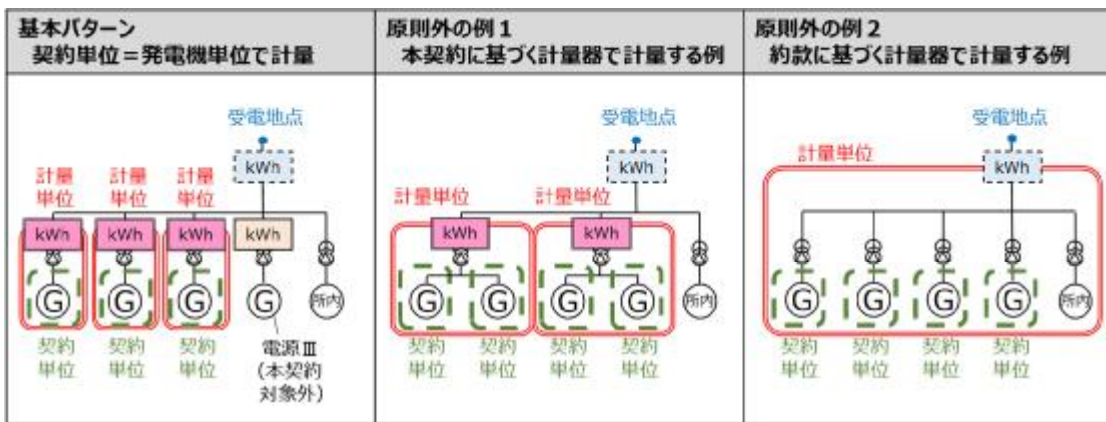 基本パターン
契約単位＝発電機単位で計量
受電地点
kWh
計量
単位
計量
単位
計量
単位
kWh
kWh
kWh
kWh
G
G
G
G
所内
契約
単位
契約
単位
契約
単位
電源Ⅲ
（本契約
対象外）
原則外の例１
本契約に基づく計量器で計量する例
受電地点
kWh
計量単位
計量単位
kWh
kWh
G
G
G
G
所内
契約
単位
契約
単位
契約
単位
契約
単位
原則外の例２
約款に基づく計量器で計量する例
受電地点
計量単位
kWh
G
G
G
G
所内
契約
単位
契約
単位
契約
単位
契約
単位